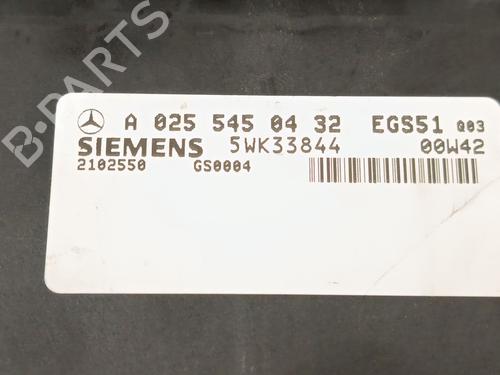 B-PARTS
A 025 545 04 32 EGS51 Q03
SIEMENS 5WK33844 00W42
2102550 GS0004